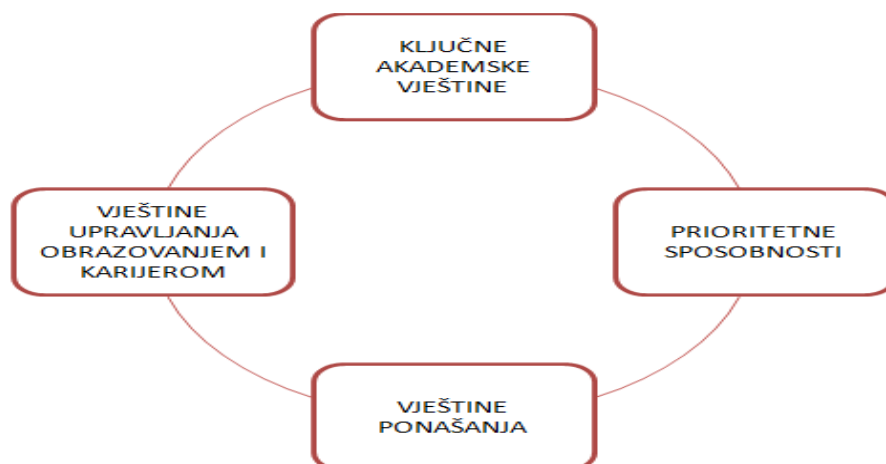 KLJUČNE
AKADEMSKE
VJEŠTINE
VJEŠTINE
UPRAVLJANJA
OBRAZOVANJEM I
KARIJEROM
PRIORITETNE
SPOSOBNOSTI
VJEŠTINE
PONAŠANJA